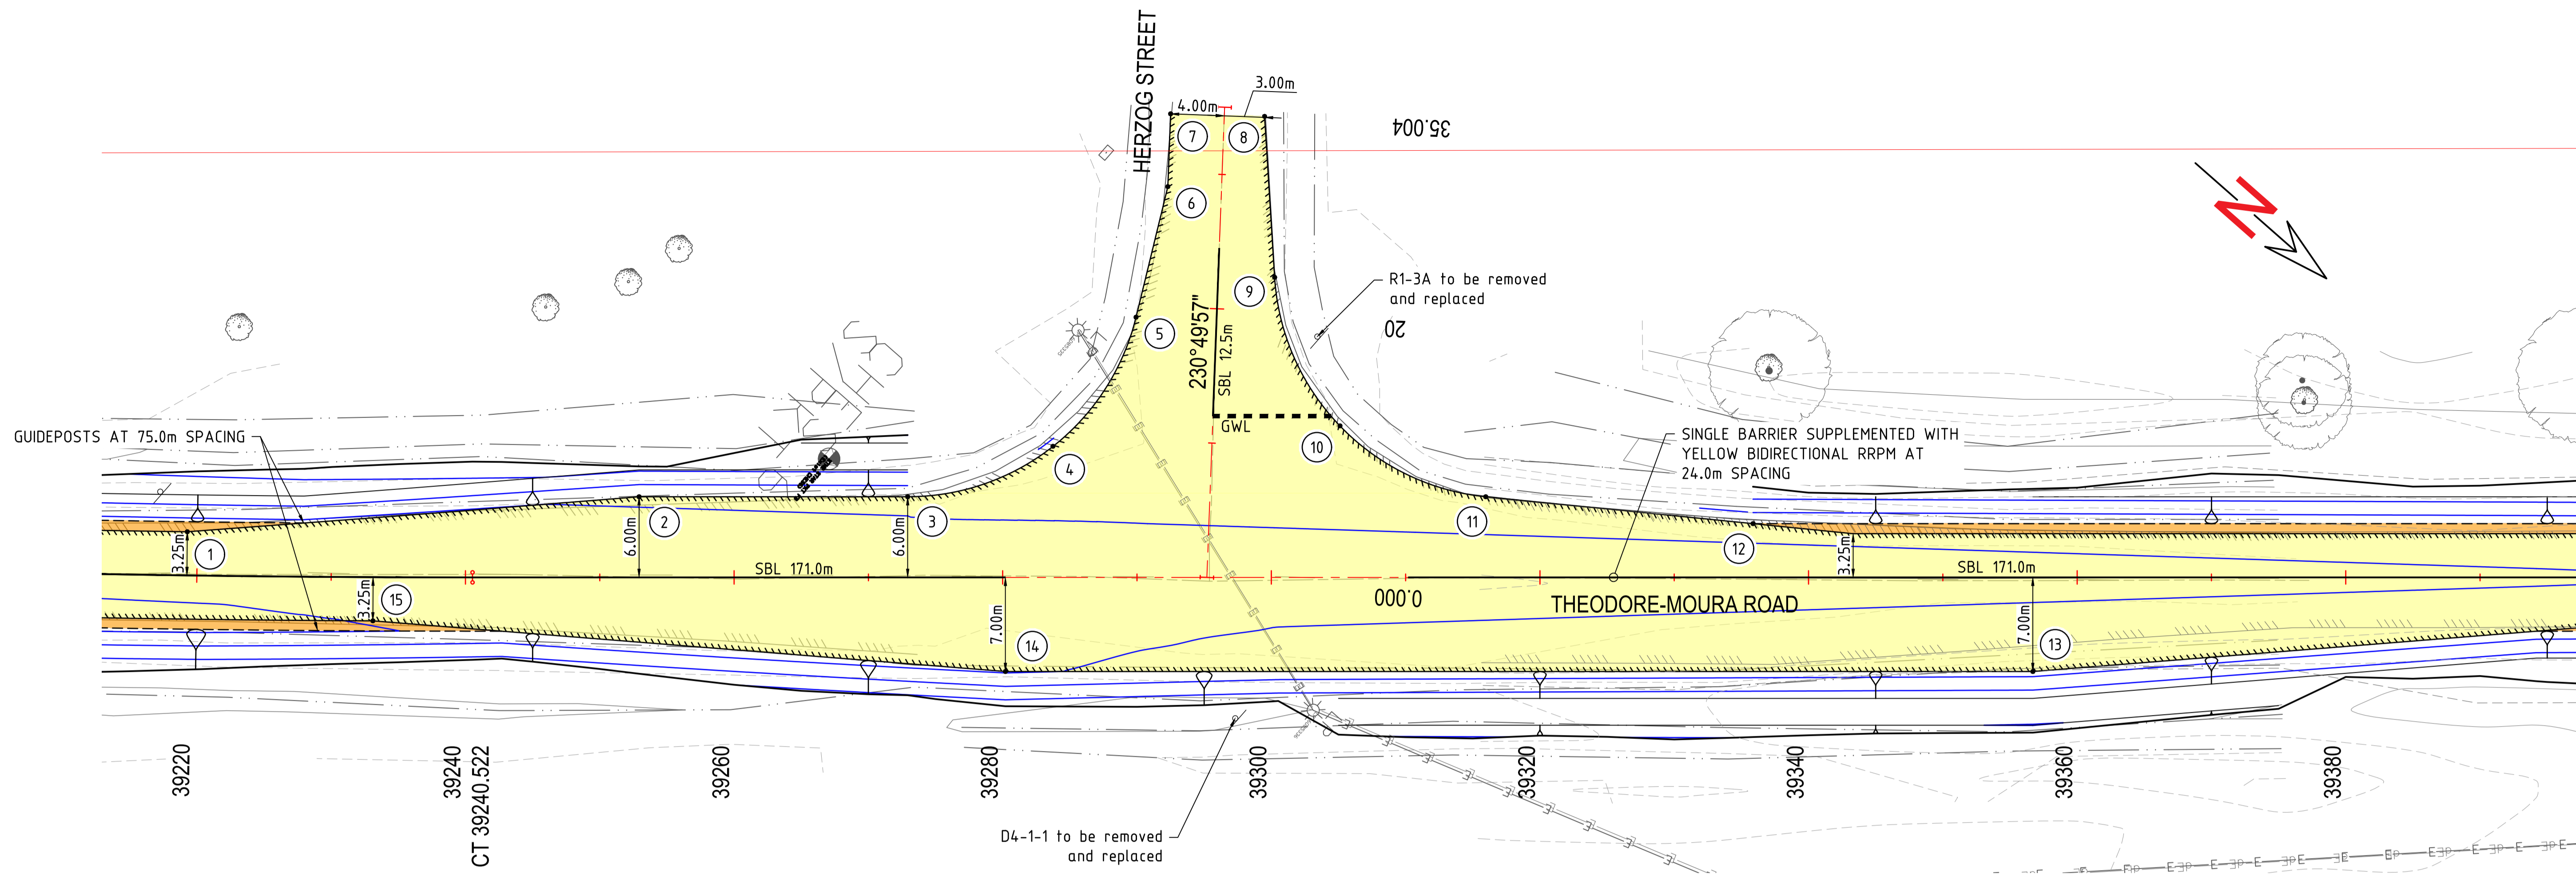 HERZOG STREET
3.00m
4.00m
7
8
35.004
6
N
R1-3A to be removed
and replaced
9
20
5
230°49'57"
SBL 12.5m
GWL
GUIDEPOSTS AT 75.0m SPACING
10
4
SINGLE BARRIER SUPPLEMENTED WITH
YELLOW BIDIRECTIONAL RRPM AT
24.0m SPACING
2
3
11
12
1
3.25m
6.00m
6.00m
3.25m
SBL 171.0m
SBL 171.0m
3.25m
15
0.000
THEODORE-MOURA ROAD
7.00m
14
7.00m
13
39220
39240
CT 39240.522
39260
39280
39300
39320
39340
39360
39380
D4-1-1 to be removed
and replaced